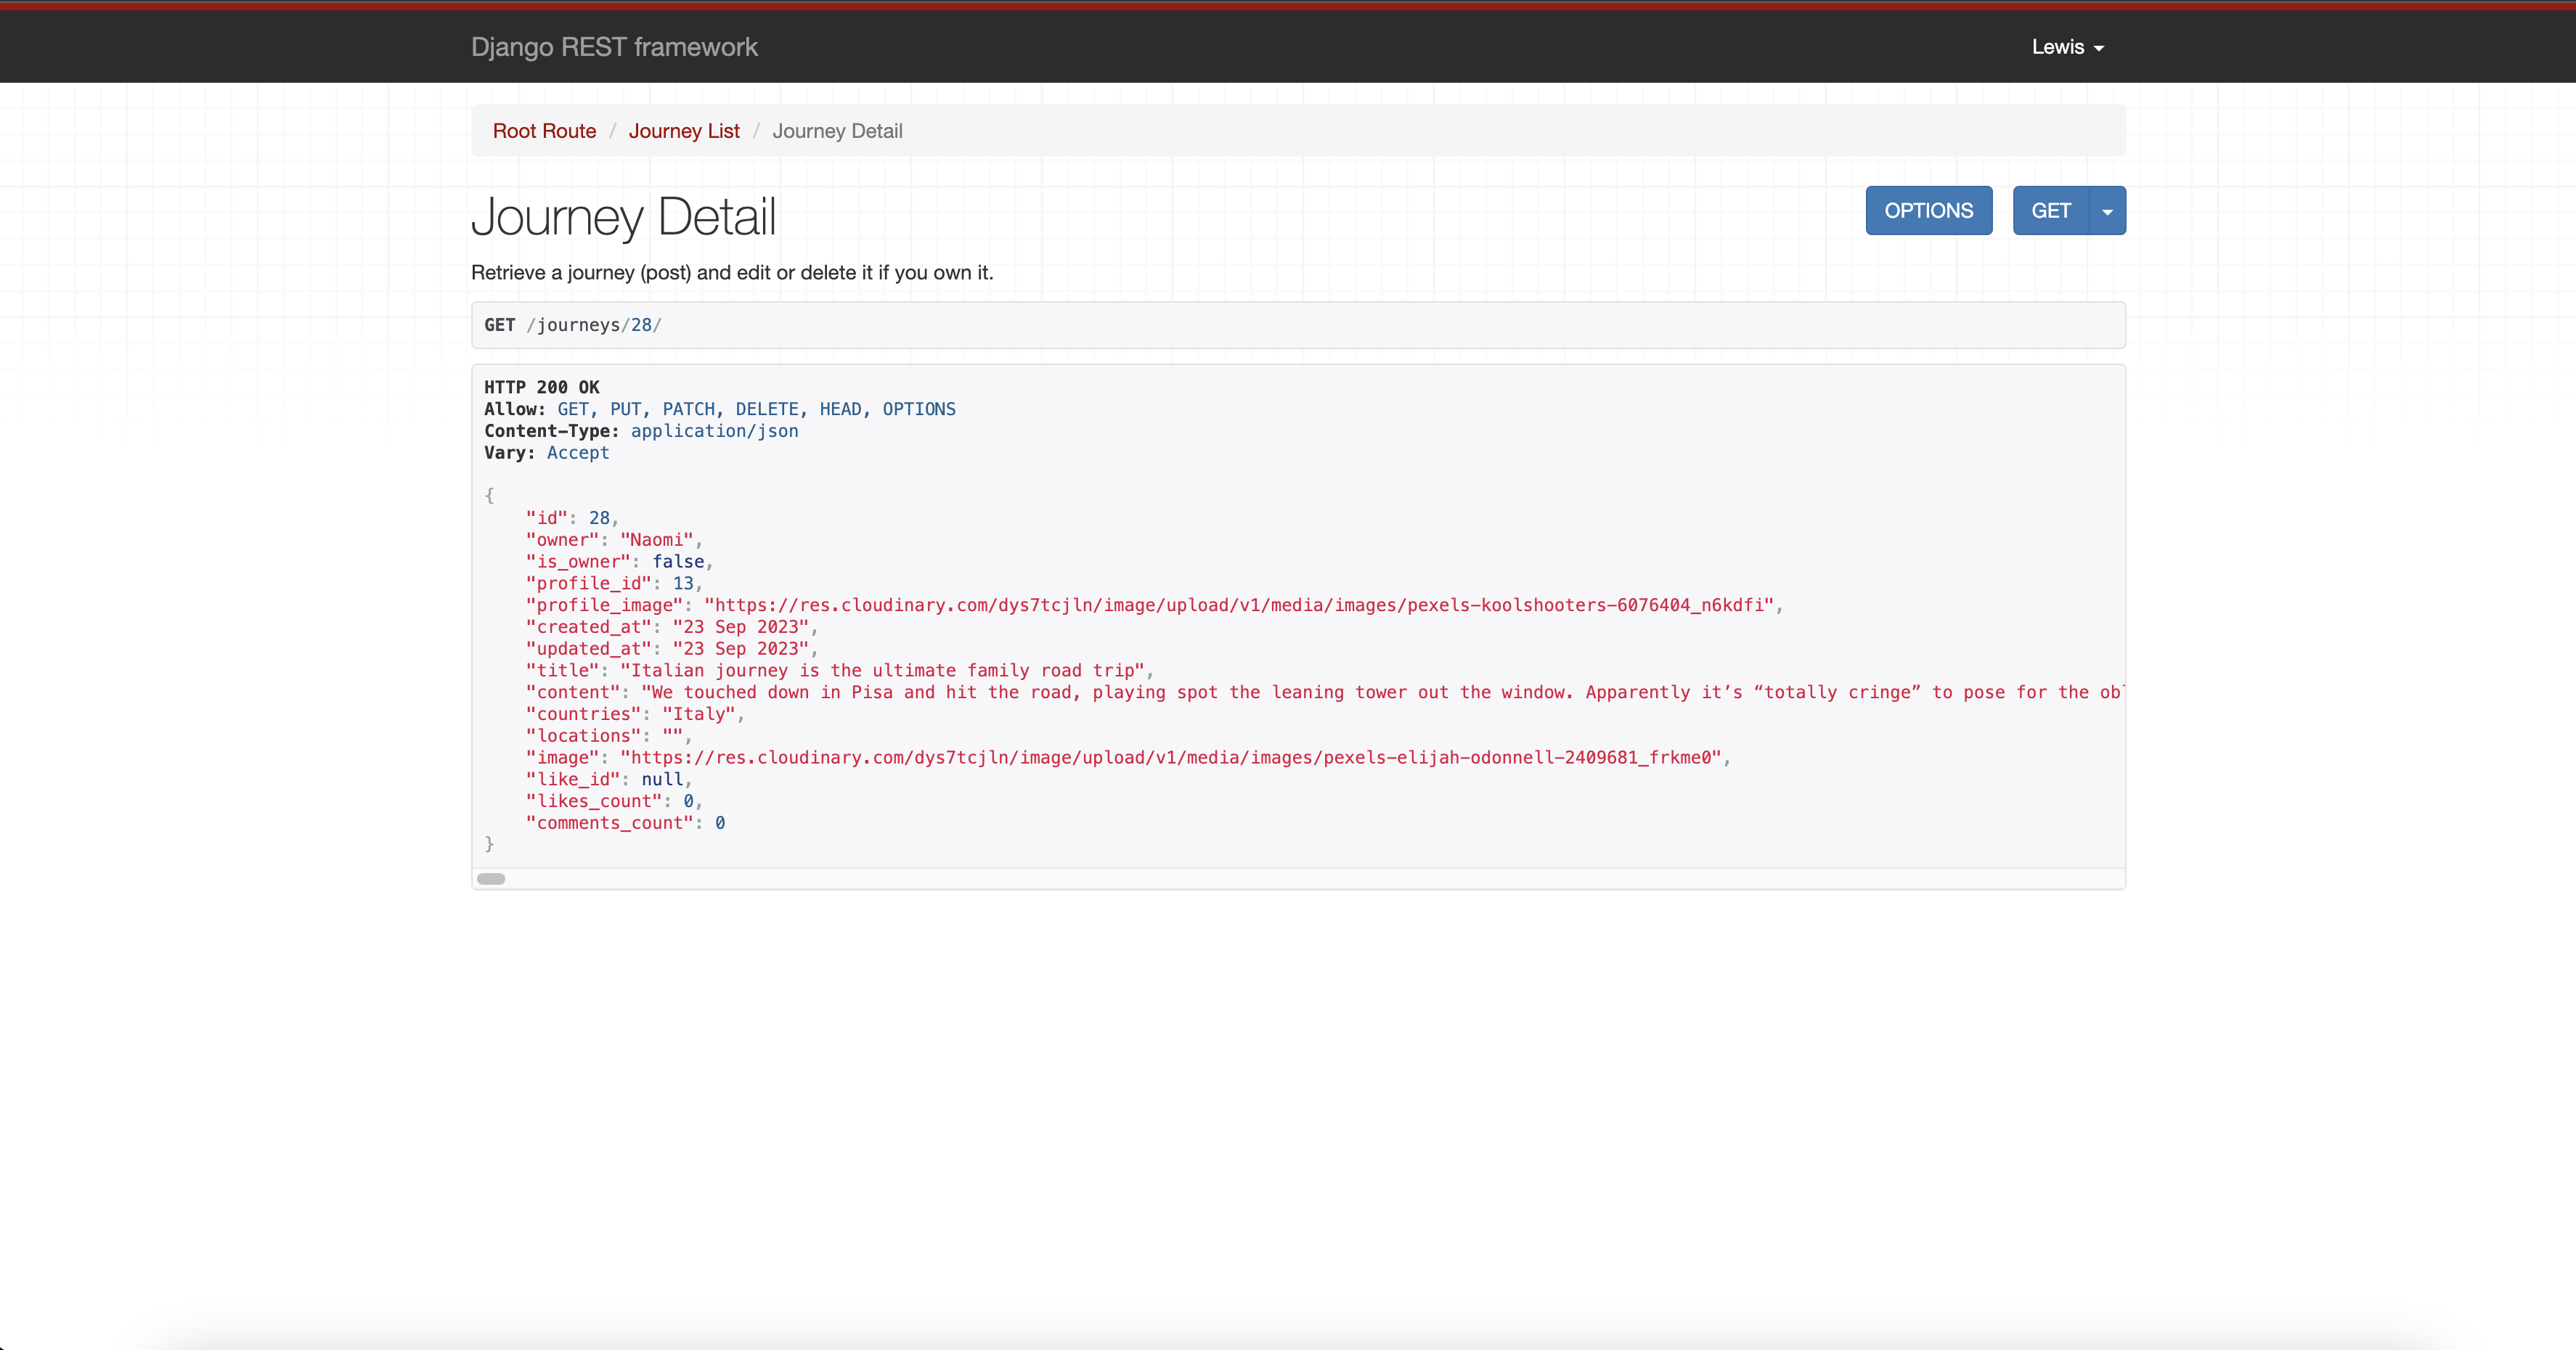 Django REST framework
Lewis
Root Route / Journey List / Journey Detail
Journey Detail
OPTIONS
GET
Retrieve a journey (post) and edit or delete it if you own it.
GET /journeys/28/
HTTP 200 OK
Allow: GET, PUT, PATCH, DELETE, HEAD, OPTIONS
Content-Type: application/json
Vary: Accept
{
    "id": 28,
    "owner": "Naomi",
    "is_owner": false,
    "profile_id": 13,
    "profile_image": "https://res.cloudinary.com/dys7tcjln/image/upload/v1/media/images/pexels-koolshooters-6076404_n6kdfi",
    "created_at": "23 Sep 2023",
    "updated_at": "23 Sep 2023",
    "title": "Italian journey is the ultimate family road trip",
    "content": "We touched down in Pisa and hit the road, playing spot the leaning tower out the window. Apparently it’s “totally cringe” to pose for the
    "countries": "Italy",
    "locations": "",
    "image": "https://res.cloudinary.com/dys7tcjln/image/upload/v1/media/images/pexels-elijah-odonnell-2409681_frkme0",
    "like_id": null,
    "likes_count": 0,
    "comments_count": 0
}